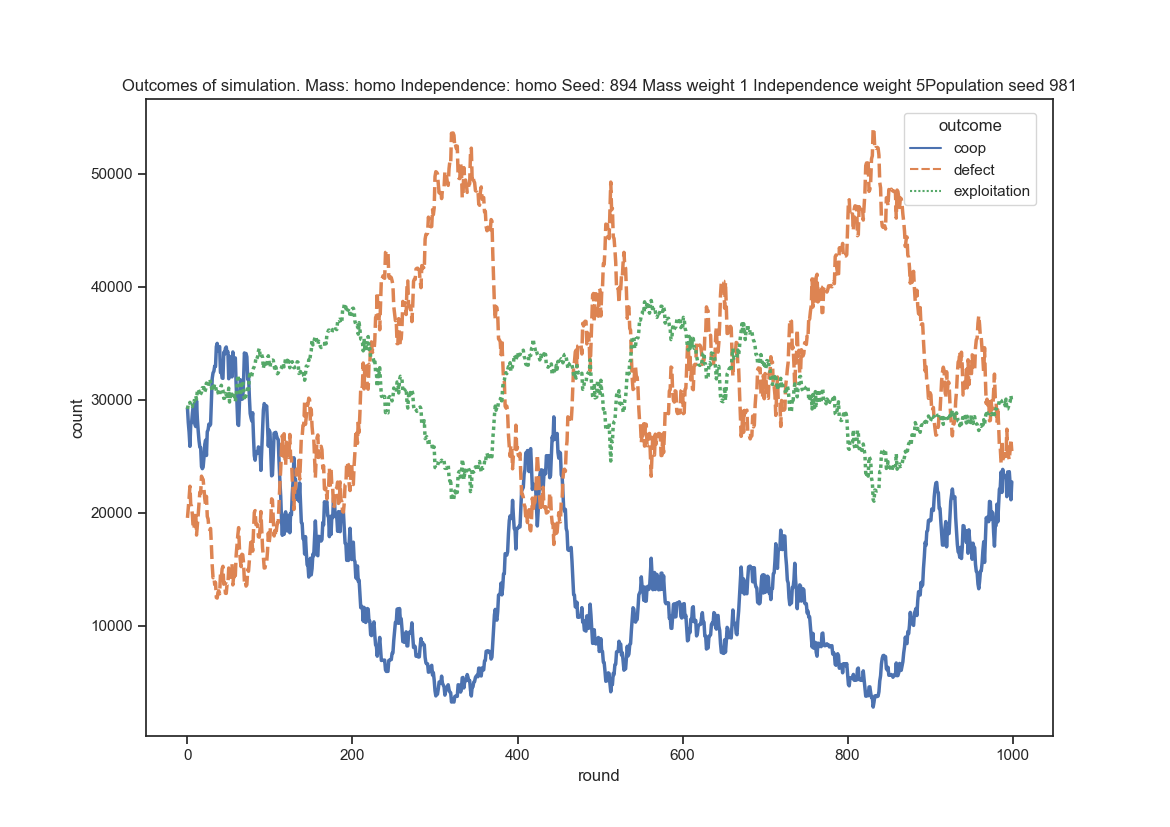 Outcomes of simulation. Mass: homo Independence: homo Seed: 894 Mass weight 1 Independence weight 5Population seed 981
outcome
coop
defect
exploitation
50000
40000
30000
20000
10000
count
0 200 400 600 800 1000
round